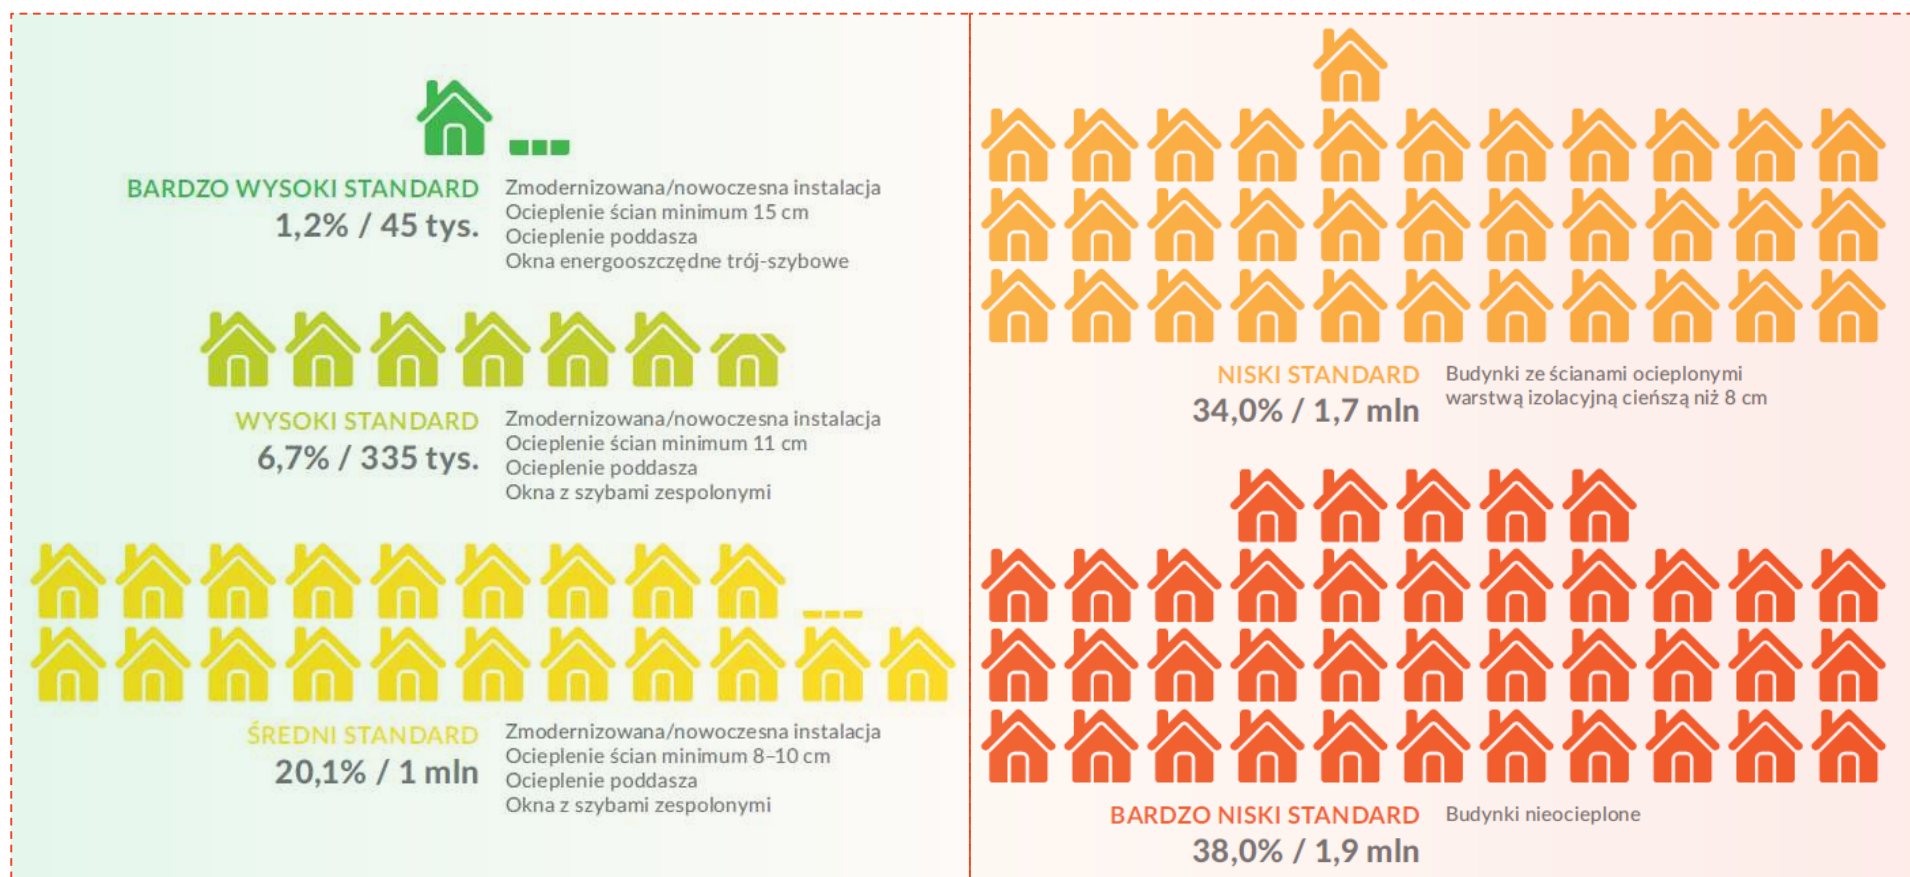 BARDZO WYSOKI STANDARD
1,2% / 45 tys.
Zmodernizowana/nowoczesna instalacja
Ocieplenie ścian minimum 15 cm
Ocieplenie poddasza
Okna energooszczędne trój-szybowe
WYSOKI STANDARD
6,7% / 335 tys.
Zmodernizowana/nowoczesna instalacja
Ocieplenie ścian minimum 11 cm
Ocieplenie poddasza
Okna z szybami zespolonymi
ŚREDNI STANDARD
20,1% / 1 mln
Zmodernizowana/nowoczesna instalacja
Ocieplenie ścian minimum 8–10 cm
Ocieplenie poddasza
Okna z szybami zespolonymi
NISKI STANDARD
34,0% / 1,7 mln
Budynki ze ścianami ocieplonymi
warstwą izolacyjną cieńszą niż 8 cm
BARDZO NISKI STANDARD
38,0% / 1,9 mln
Budynki nieocieplone